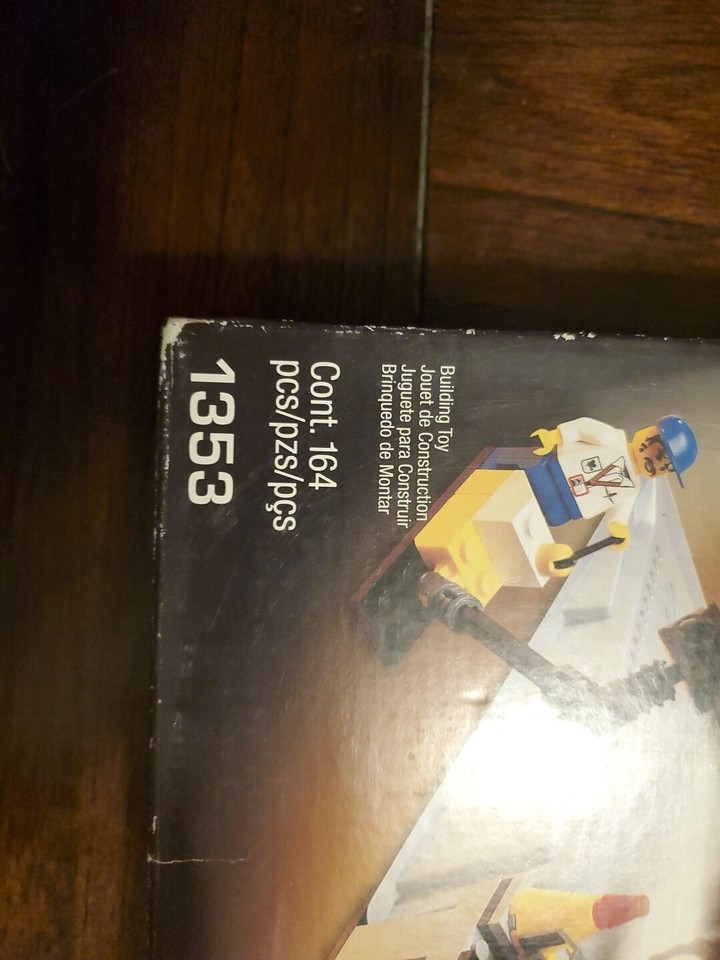 Building Toy
Jouet de Construction
Juguete para Construir
Brinquedo de Montar
Cont. 164
pcs/pzs/pçs
1353